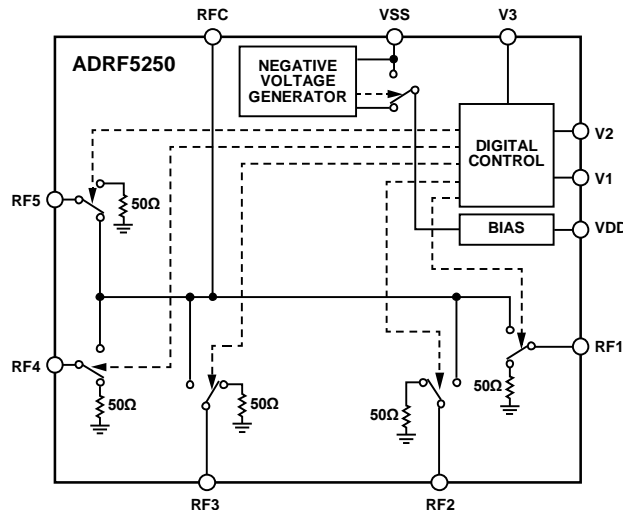 RFC
VSS
V3
ADRF5250
NEGATIVE
VOLTAGE
GENERATOR
DIGITAL
CONTROL
V2
V1
RF5
50Ω
BIAS
VDD
RF1
RF4
50Ω
50Ω
50Ω
50Ω
RF3
RF2